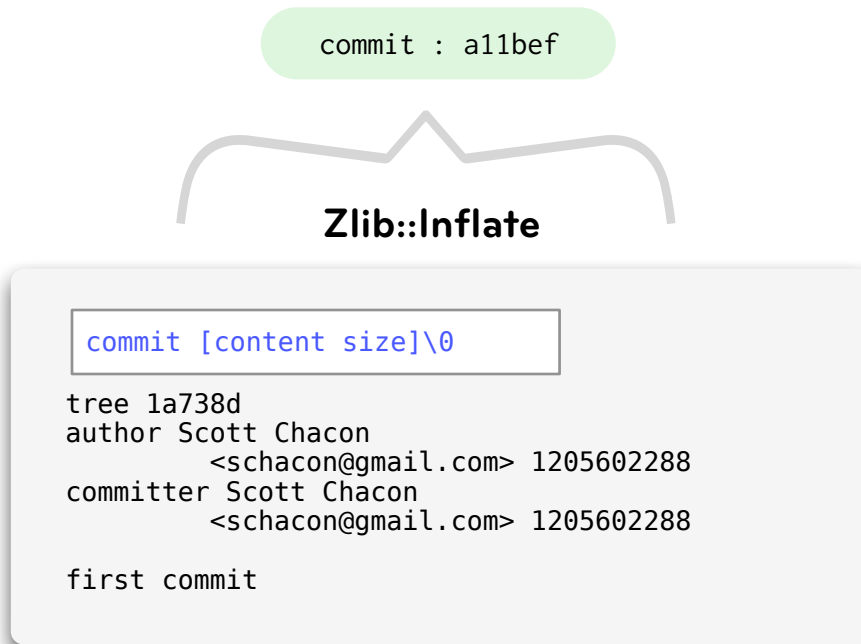 commit : a11bef
Zlib::Inflate
commit [content size]\0
tree 1a738d
author Scott Chacon
<schacon@gmail.com> 1205602288
committer Scott Chacon
<schacon@gmail.com> 1205602288
first commit